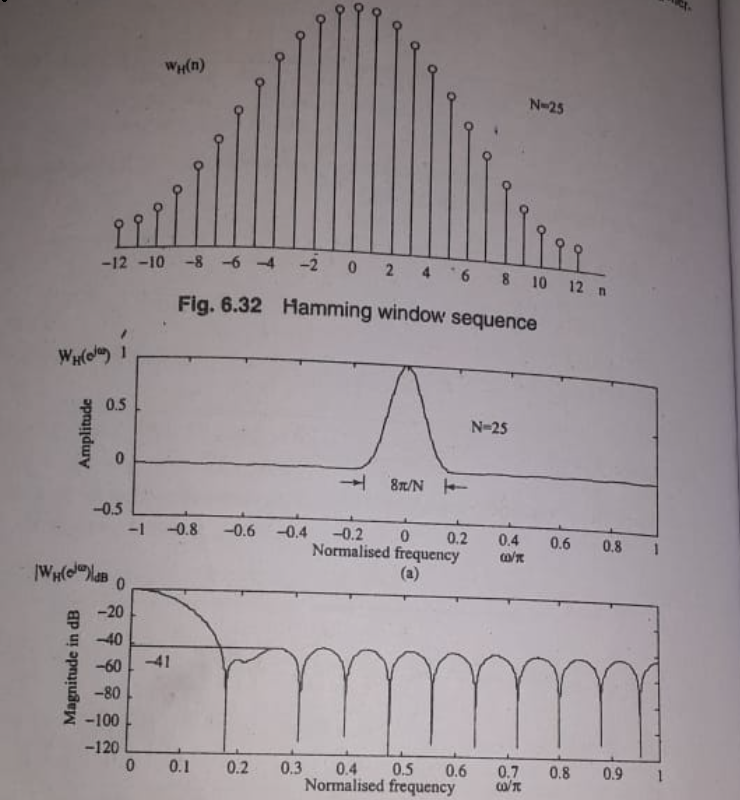 w_H(n)
N=25
−12 −10 −8 −6 −4 −2 0 2 4 6 8 10 12 n
Fig. 6.32 Hamming window sequence
W_H(e^jω) 1
0.5
Amplitude
N=25
0
8π/N
−0.5
−1 −0.8 −0.6 −0.4 −0.2 0 0.2 0.4 0.6 0.8 1
Normalised frequency ω/π
(a)
|W_H(e^jω)|_dB 0
−20
−40
−41
−60
Magnitude in dB
−80
−100
−120
0 0.1 0.2 0.3 0.4 0.5 0.6 0.7 0.8 0.9 1
Normalised frequency ω/π